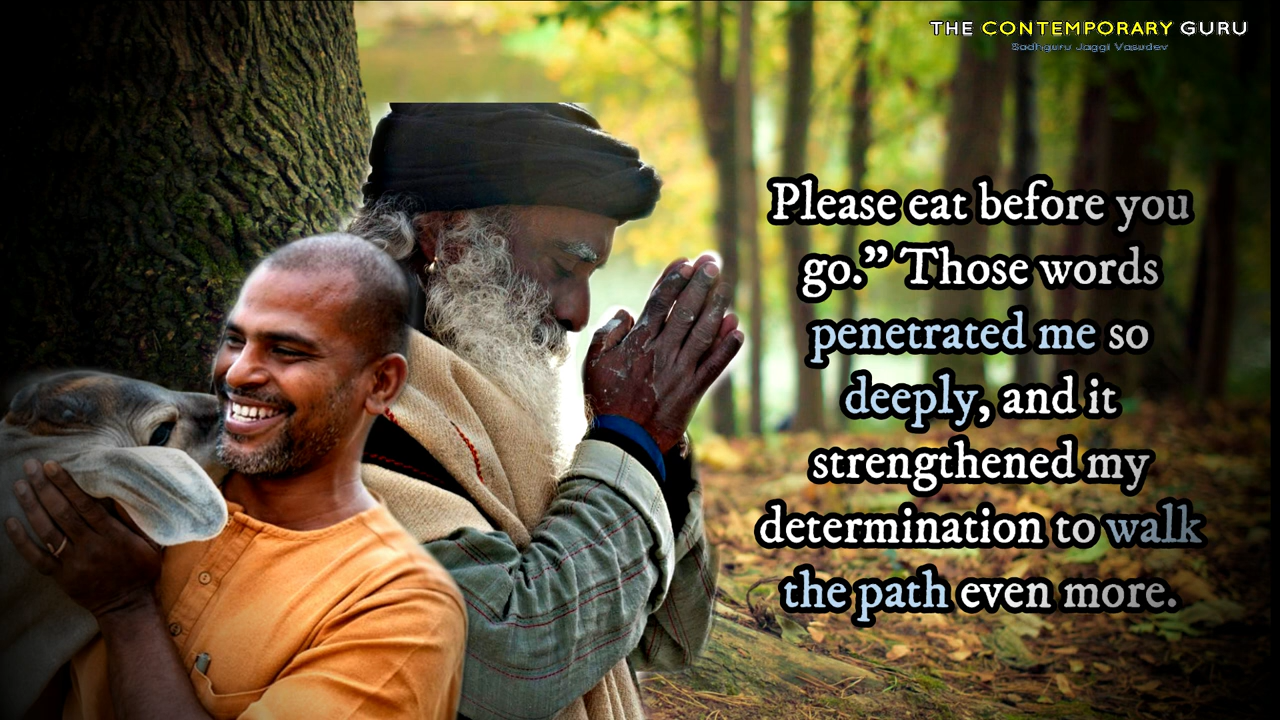 THE CONTEMPORARY GURU
Sadhguru Jaggi Vasudev
Please eat before you
go.” Those words
penetrated me so
deeply, and it
strengthened my
determination to walk
the path even more.